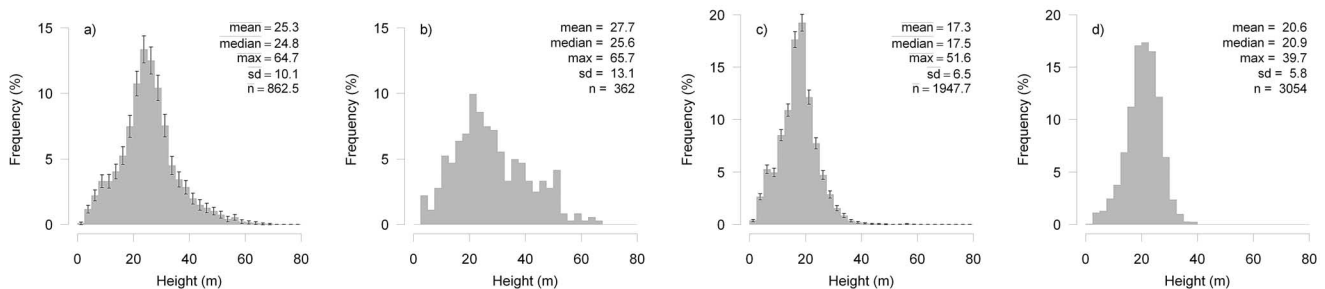 a)
mean = 25.3
median = 24.8
max = 64.7
sd = 10.1
n = 862.5
Frequency (%)
15
10
5
0
0 20 40 60 80
Height (m)
b)
mean = 27.7
median = 25.6
max = 65.7
sd = 13.1
n = 362
Frequency (%)
15
10
5
0
0 20 40 60 80
Height (m)
c)
mean = 17.3
median = 17.5
max = 51.6
sd = 6.5
n = 1947.7
Frequency (%)
20
15
10
5
0
0 20 40 60 80
Height (m)
d)
mean = 20.6
median = 20.9
max = 39.7
sd = 5.8
n = 3054
Frequency (%)
20
15
10
5
0
0 20 40 60 80
Height (m)